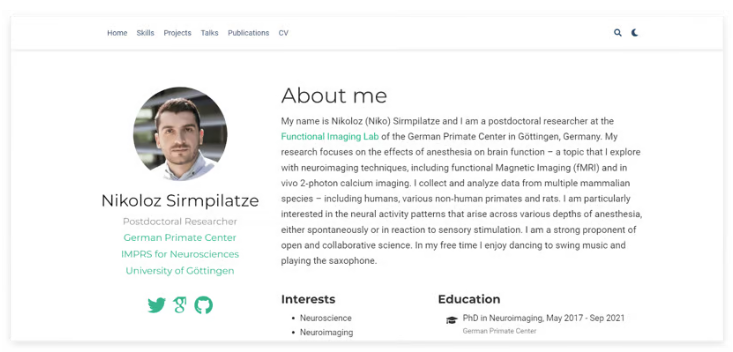 Home Skills Projects Talks Publications CV
Nikoloz Sirmpilatze
Postdoctoral Researcher
German Primate Center
IMPRS for Neurosciences
University of Göttingen
About me
My name is Nikoloz (Niko) Sirmpilatze and I am a postdoctoral researcher at the
Functional Imaging Lab of the German Primate Center in Göttingen, Germany. My
research focuses on the effects of anesthesia on brain function – a topic that I explore
with neuroimaging techniques, including functional Magnetic Imaging (fMRI) and in
vivo 2-photon calcium imaging. I collect and analyze data from multiple mammalian
species – including humans, various non-human primates and rats. I am particularly
interested in the neural activity patterns that arise across various depths of anesthesia,
either spontaneously or in reaction to sensory stimulation. I am a strong proponent of
open and collaborative science. In my free time I enjoy dancing to swing music and
playing the saxophone.
Interests
• Neuroscience
• Neuroimaging
Education
PhD in Neuroimaging, May 2017 - Sep 2021
German Primate Center